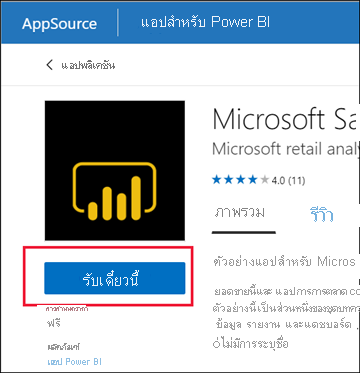 AppSource
แอปสำหรับ Power BI
แอปพลิเคชัน
Microsoft Sa
Microsoft retail analy
4.0 (11)
ภาพรวม
รีวิว
รับเดี๋ยวนี้
ฟรี
ผลิตภัณฑ์
แอป Power BI
ตัวอย่างแอปสำหรับ Micros
ยอดขายนี้และ แอปการการตลาด co
ตัวอย่างนี้เป็นส่วนหนึ่งของชุดบทคว
ข้อมูล รายงาน และแดชบอร์ด
ไม่มีการระบุชื่อ